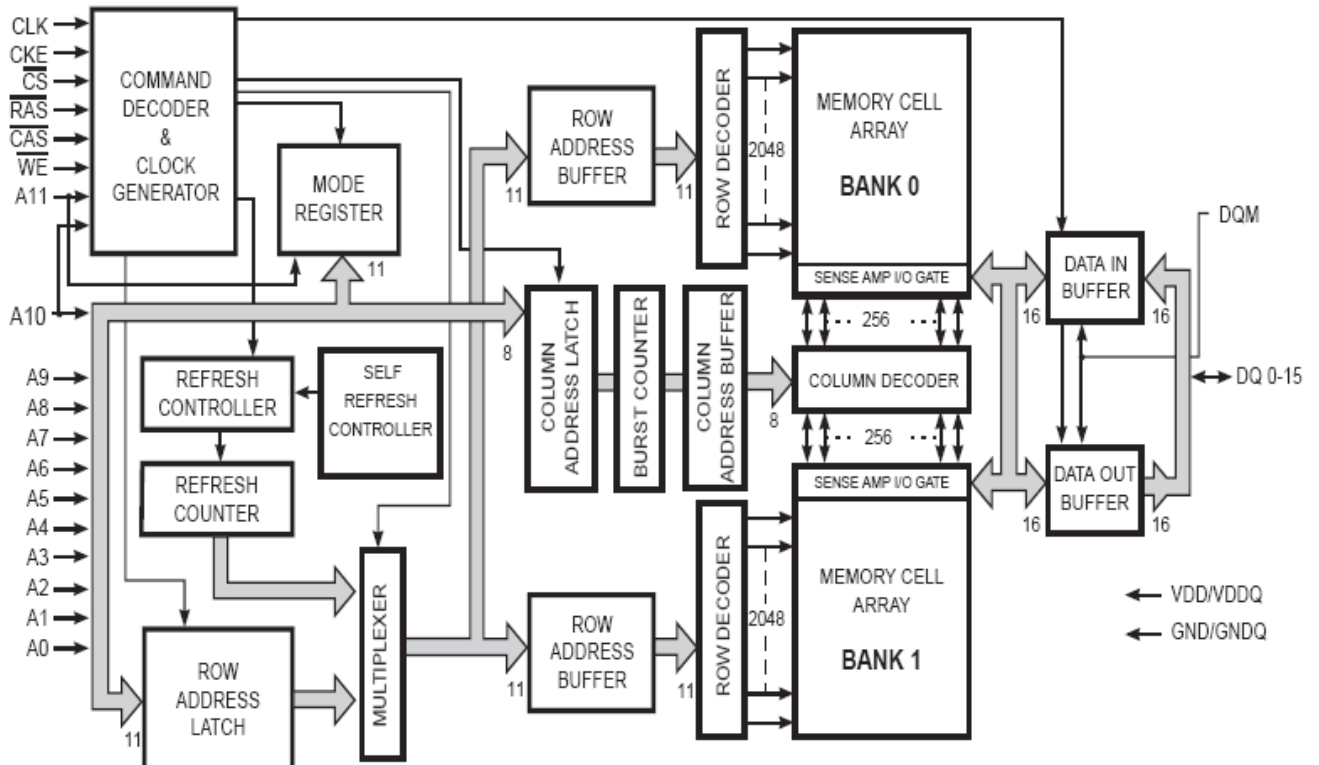 CLK
CKE
C̅S̅
R̅A̅S̅
C̅A̅S̅
W̅E̅
A11
A10
A9
A8
A7
A6
A5
A4
A3
A2
A1
A0
COMMAND
DECODER
&
CLOCK
GENERATOR
MODE
REGISTER
11
REFRESH
CONTROLLER
SELF
REFRESH
CONTROLLER
REFRESH
COUNTER
ROW
ADDRESS
LATCH
11
MULTIPLEXER
ROW
ADDRESS
BUFFER
11
11
ROW DECODER
2048
MEMORY CELL
ARRAY
BANK 0
SENSE AMP I/O GATE
8
COLUMN
ADDRESS LATCH
BURST COUNTER
COLUMN
ADDRESS BUFFER
8
256
COLUMN DECODER
256
ROW
ADDRESS
BUFFER
11
11
ROW DECODER
2048
SENSE AMP I/O GATE
MEMORY CELL
ARRAY
BANK 1
DATA IN
BUFFER
16
16
DATA OUT
BUFFER
16
16
DQM
DQ 0-15
VDD/VDDQ
GND/GNDQ